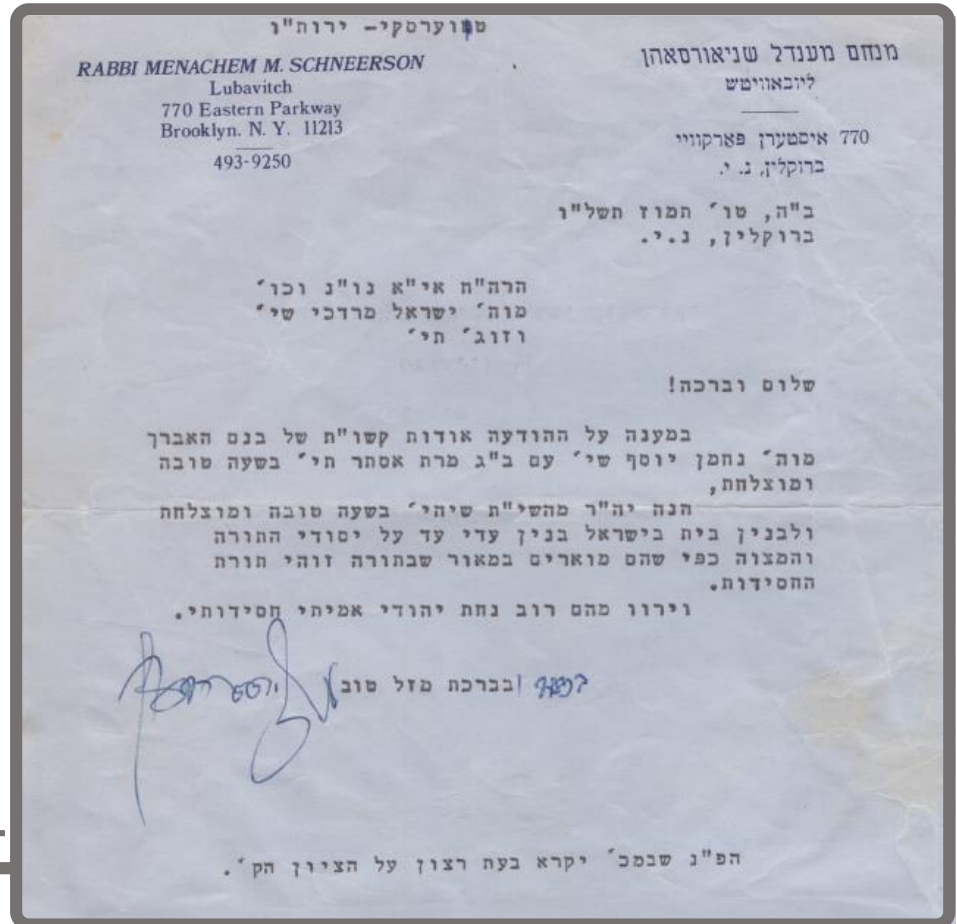 טווערסקי- ירות"ו
RABBI MENACHEM M. SCHNEERSON
Lubavitch
770 Eastern Parkway
Brooklyn. N. Y. 11213
493-9250
מנחם מענדל שניאורסאהן
ליובאוויטש
770 איסטערן פארקוויי
ברוקלין, נ. י.
ב"ה, טו' תמוז תשל"ו
ברוקלין, נ.י.
הרה"ח אי"א נו"נ וכו'
מוה' ישראל מרדכי שי'
וזוג' תי'
שלום וברכה!
במענה על ההודעה אודות קשו"ת של בנם האברך
מוה' נחמן יוסף שי' עם ב"ג מרת אסתר תי' בשעה טובה
ומוצלחת,
הנה יה"ר מהשי"ת שיהי' בשעה טובה ומוצלחת
ולבנין בית בישראל בנין עדי עד על יסודי התורה
והמצוה כפי שהם מוארים במאור שבתורה זוהי תורת
החסידות.
וירוו מהם רוב נחת יהודי אמיתי חסידותי.
בברכת מזל טוב
הפ"נ שבמכ' יקרא בעת רצון על הציון הק'.